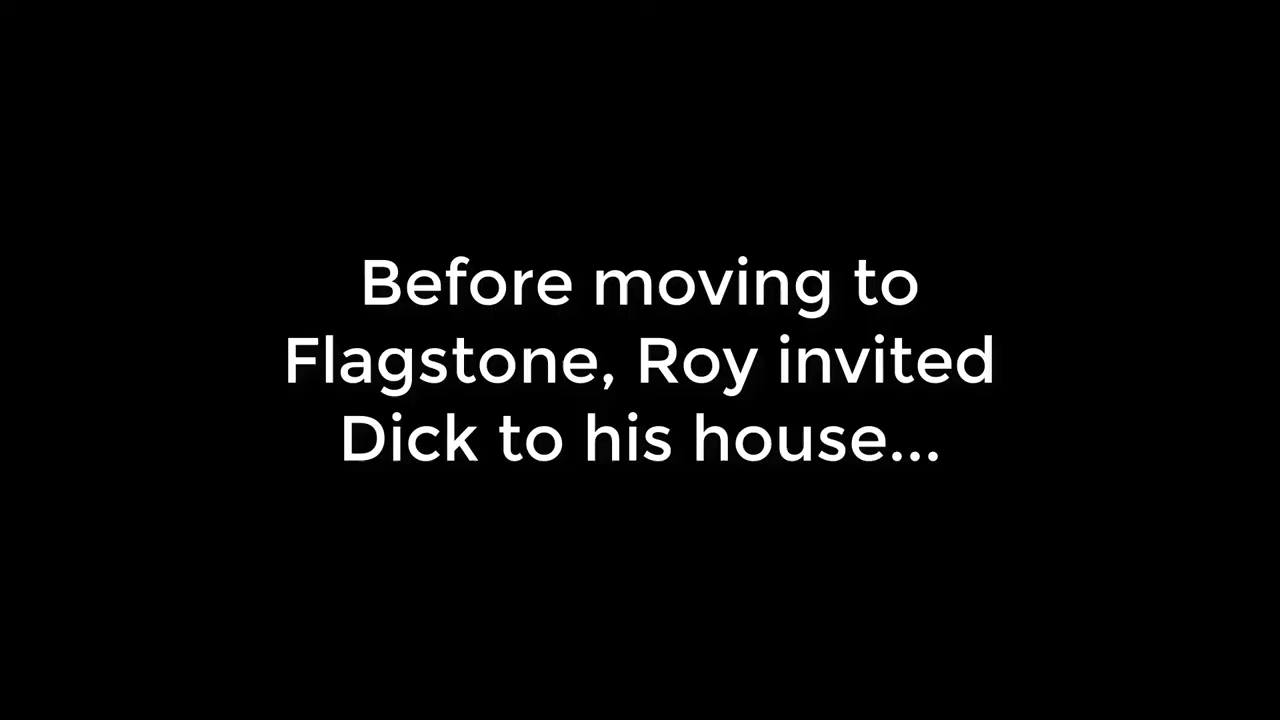 Before moving to
Flagstone, Roy invited
Dick to his house...